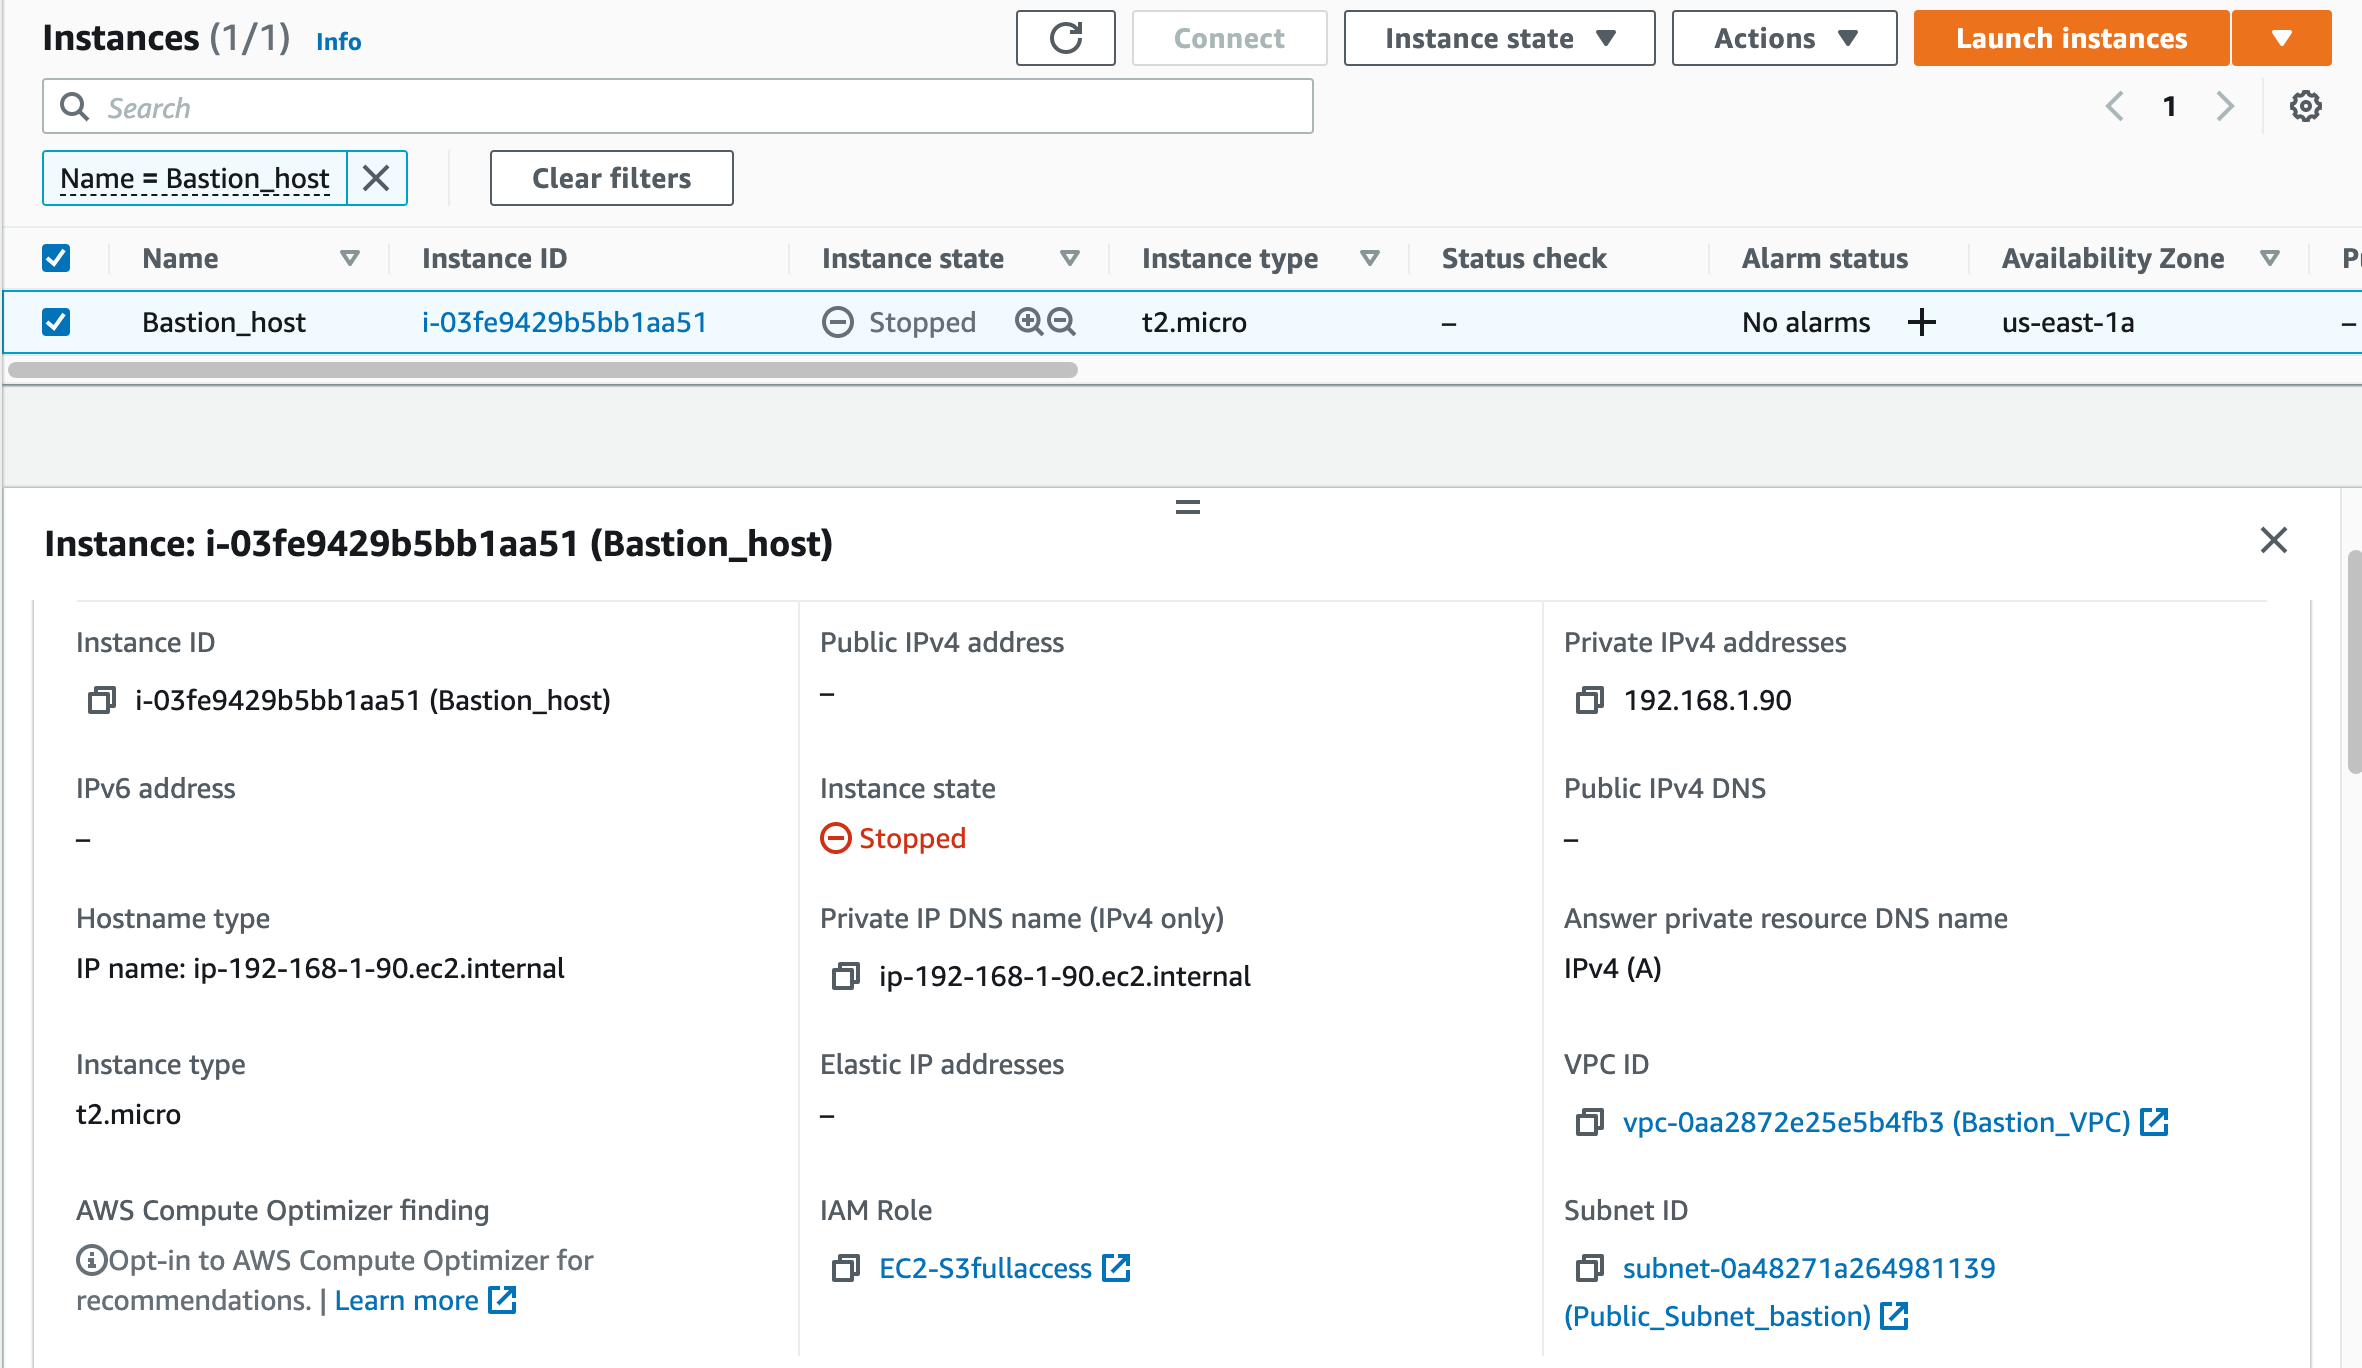 Instances (1/1) Info
Connect
Instance state
Actions
Launch instances
Search
1
Name = Bastion_host
Clear filters
Name Instance ID Instance state Instance type Status check Alarm status Availability Zone
Bastion_host i-03fe9429b5bb1aa51 Stopped t2.micro – No alarms + us-east-1a –
Instance: i-03fe9429b5bb1aa51 (Bastion_host)
Instance ID
i-03fe9429b5bb1aa51 (Bastion_host)
Public IPv4 address
–
Private IPv4 addresses
192.168.1.90
IPv6 address
–
Instance state
Stopped
Public IPv4 DNS
–
Hostname type
IP name: ip-192-168-1-90.ec2.internal
Private IP DNS name (IPv4 only)
ip-192-168-1-90.ec2.internal
Answer private resource DNS name
IPv4 (A)
Instance type
t2.micro
Elastic IP addresses
–
VPC ID
vpc-0aa2872e25e5b4fb3 (Bastion_VPC)
AWS Compute Optimizer finding
Opt-in to AWS Compute Optimizer for
recommendations. | Learn more
IAM Role
EC2-S3fullaccess
Subnet ID
subnet-0a48271a264981139
(Public_Subnet_bastion)